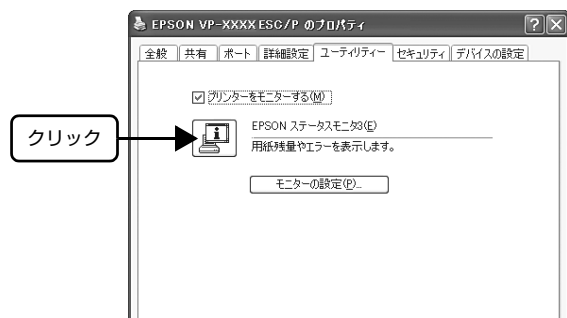 EPSON VP-XXXX ESC/P のプロパティ
全般 共有 ポート 詳細設定 ユーティリティー セキュリティ デバイスの設定
プリンターをモニターする(M)
クリック
EPSON ステータスモニタ3(E)
用紙残量やエラーを表示します。
モニターの設定(P)...